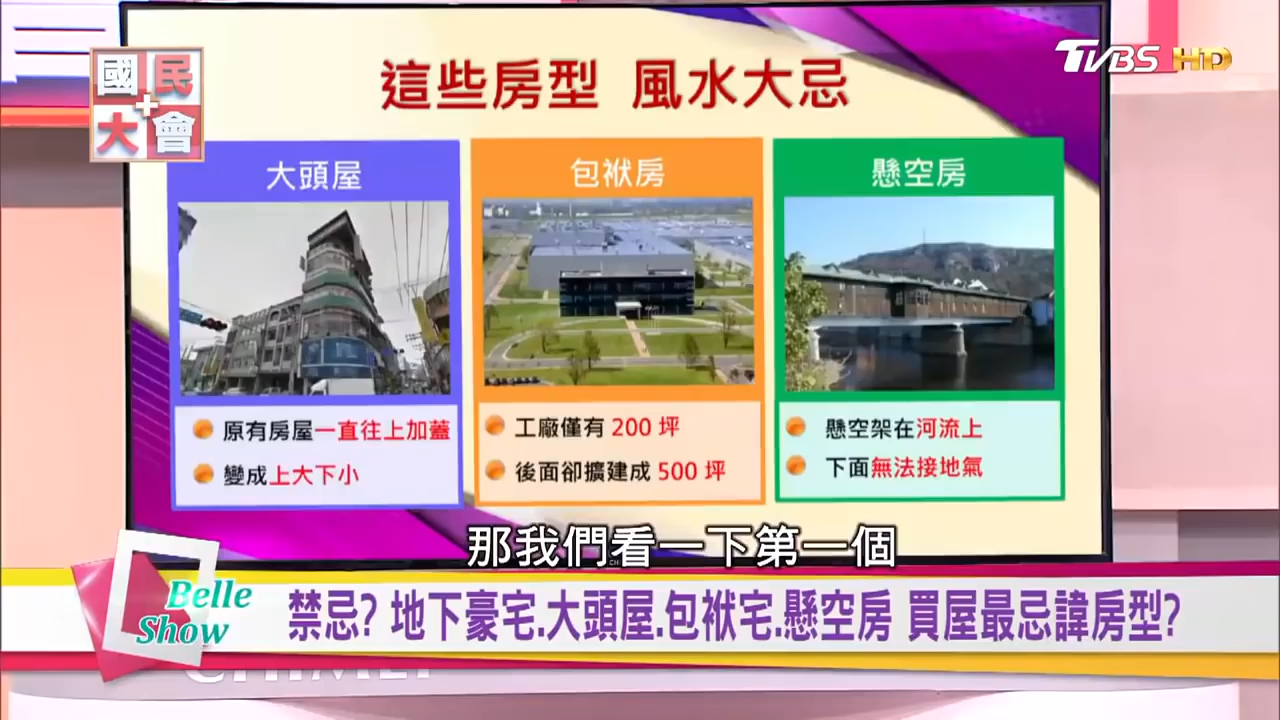 國民
大會
TVBS HD
這些房型 風水大忌
大頭屋
原有房屋一直往上加蓋
變成上大下小
包袱房
工廠僅有 200 坪
後面卻擴建成 500 坪
懸空房
懸空架在河流上
下面無法接地氣
那我們看一下第一個
Belle
Show
禁忌? 地下豪宅.大頭屋.包袱宅.懸空房 買屋最忌諱房型?
CHIMEI